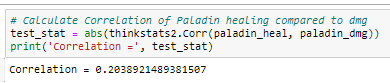 # Calculate Correlation of Paladin healing compared to dmg
test_stat = abs(thinkstats2.Corr(paladin_heal, paladin_dmg))
print('Correlation =', test_stat)
Correlation = 0.2038921489381507